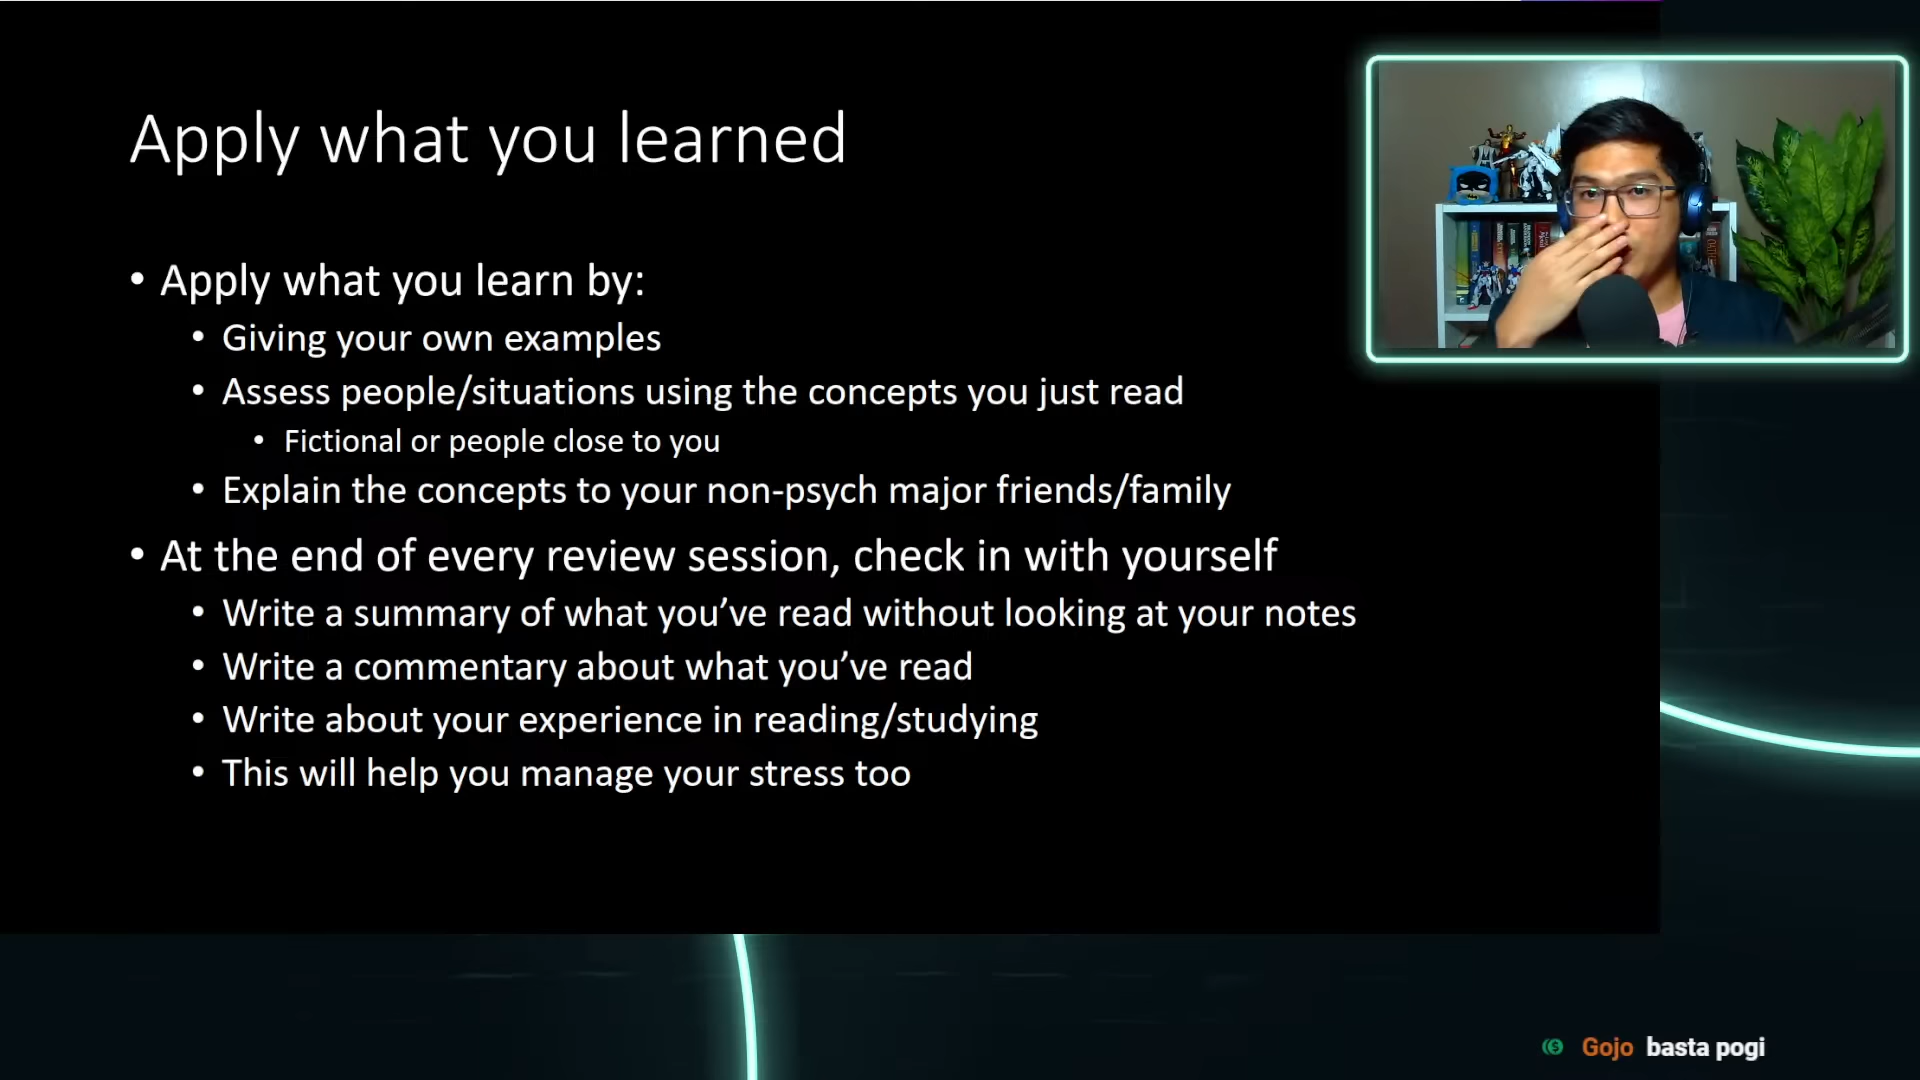 Apply what you learned
• Apply what you learn by:
• Giving your own examples
• Assess people/situations using the concepts you just read
• Fictional or people close to you
• Explain the concepts to your non-psych major friends/family
• At the end of every review session, check in with yourself
• Write a summary of what you’ve read without looking at your notes
• Write a commentary about what you’ve read
• Write about your experience in reading/studying
• This will help you manage your stress too
Gojo basta pogi